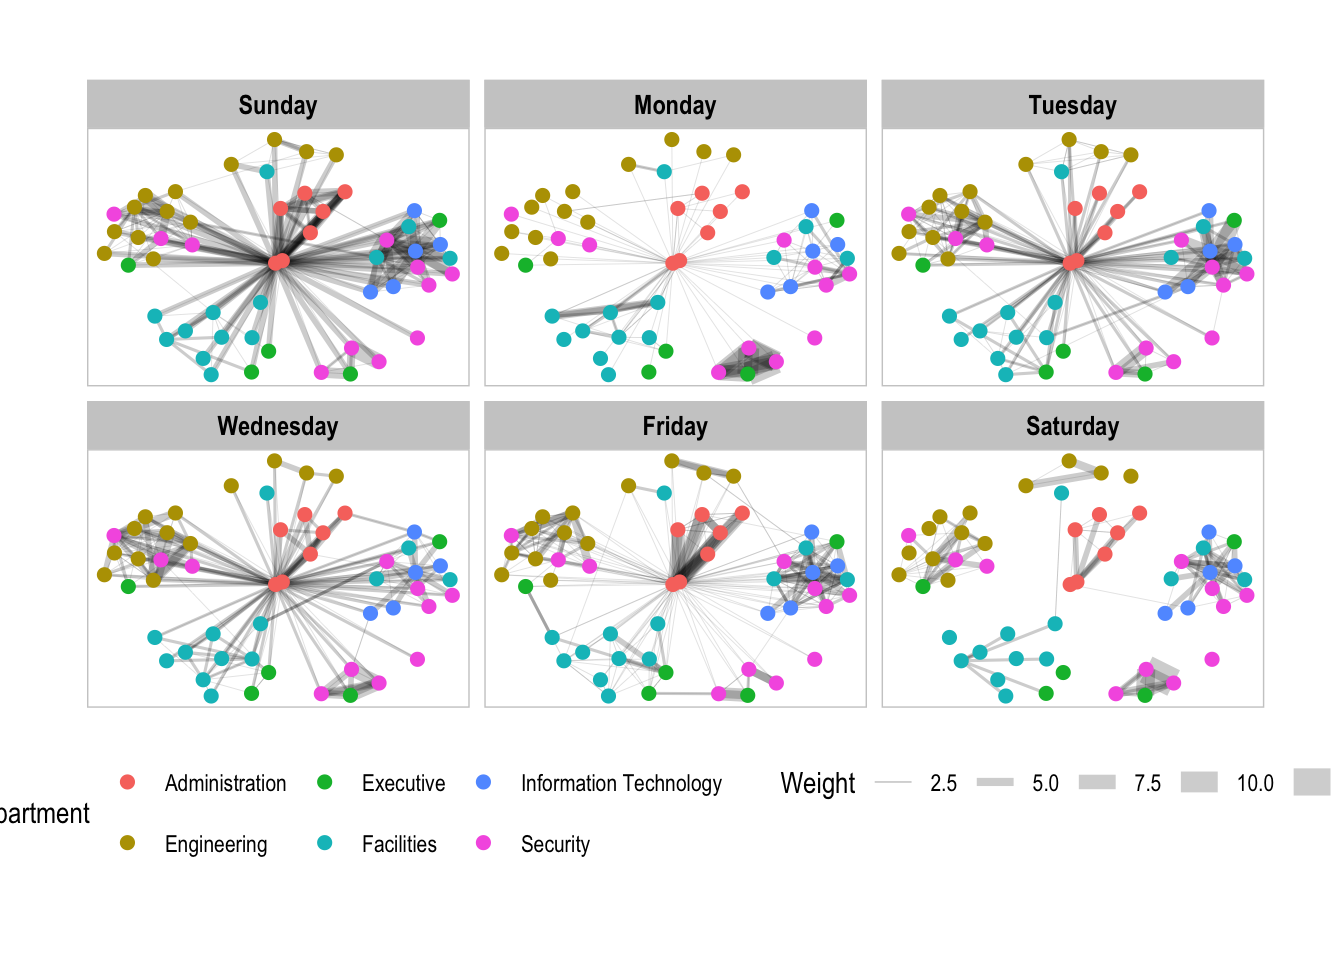 Sunday Monday Tuesday
Wednesday Friday Saturday
Administration Executive Information Technology Weight 2.5 5.0 7.5 10.0
partment
Engineering Facilities Security